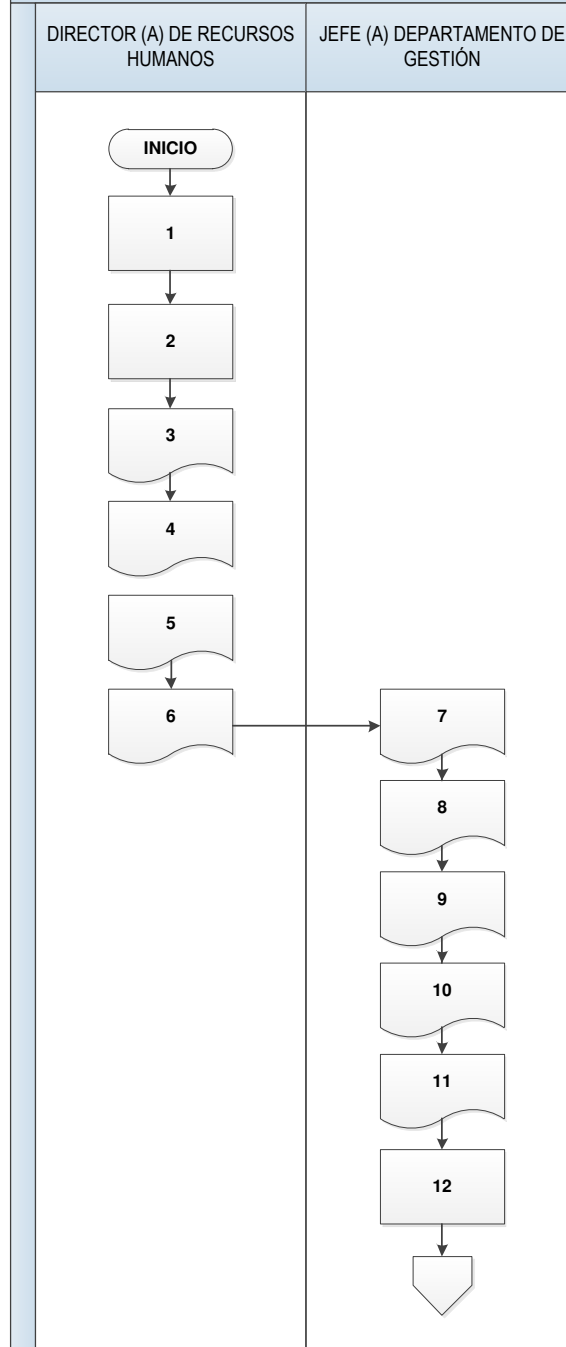 DIRECTOR (A) DE RECURSOS
HUMANOS
JEFE (A) DEPARTAMENTO DE
GESTIÓN
INICIO
1
2
3
4
5
6
7
8
9
10
11
12